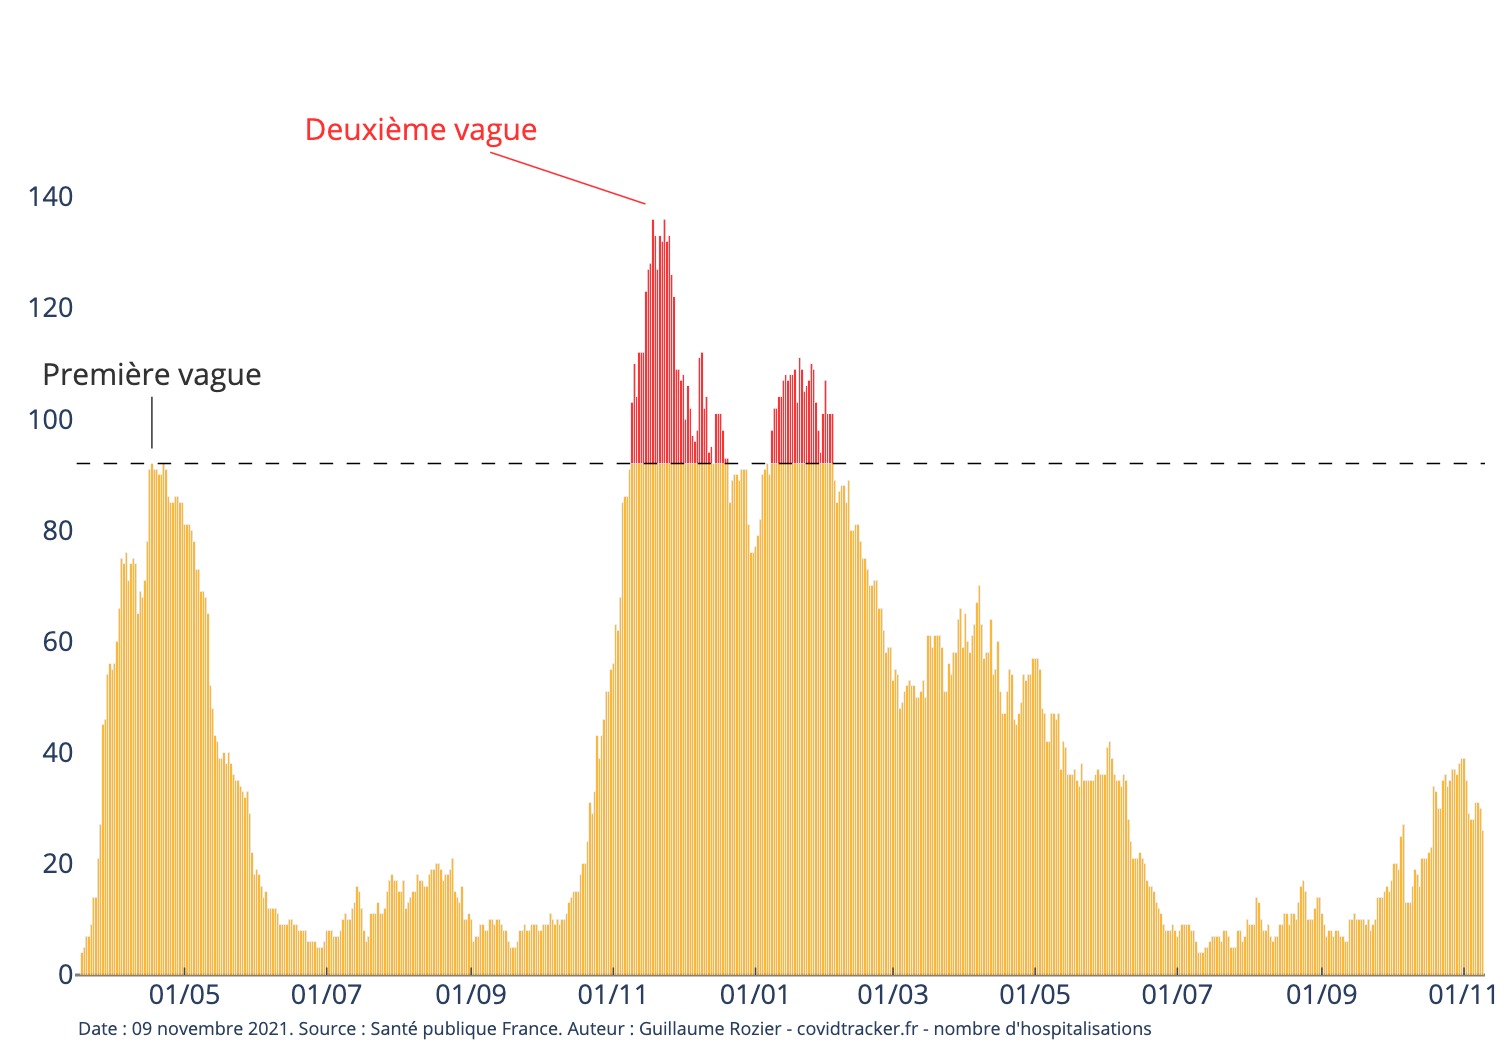 Deuxième vague
140
120
Première vague
100
80
60
40
20
0
01/05 01/07 01/09 01/11 01/01 01/03 01/05 01/07 01/09 01/11
Date : 09 novembre 2021. Source : Santé publique France. Auteur : Guillaume Rozier - covidtracker.fr - nombre d'hospitalisations